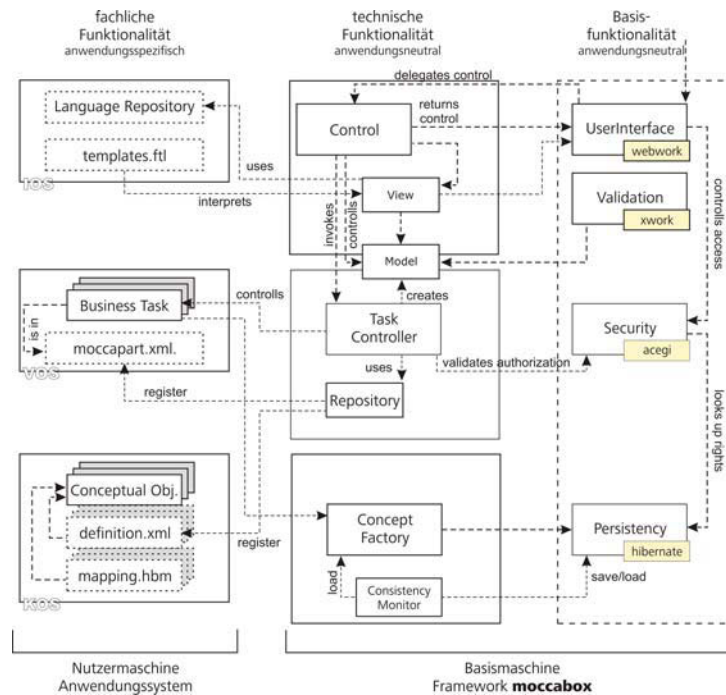 fachliche
Funktionalität
anwendungsspezifisch
technische
Funktionalität
anwendungsneutral
Basis-
funktionalität
anwendungsneutral
delegates control
Language Repository
templates.ftl
IOS
uses
interprets
Control
returns
control
View
invokes
controlls
Model
UserInterface
webwork
Validation
xwork
controlls access
Business Task
is in
moccapart.xml.
VOS
controlls
register
creates
Task
Controller
uses
Repository
validates authorization
Security
acegi
looks up rights
Conceptual Obj.
definition.xml
mapping.hbm
KOS
register
Concept
Factory
load
Consistency
Monitor
save/load
Persistency
hibernate
Nutzermaschine
Anwendungssystem
Basismaschine
Framework moccabox